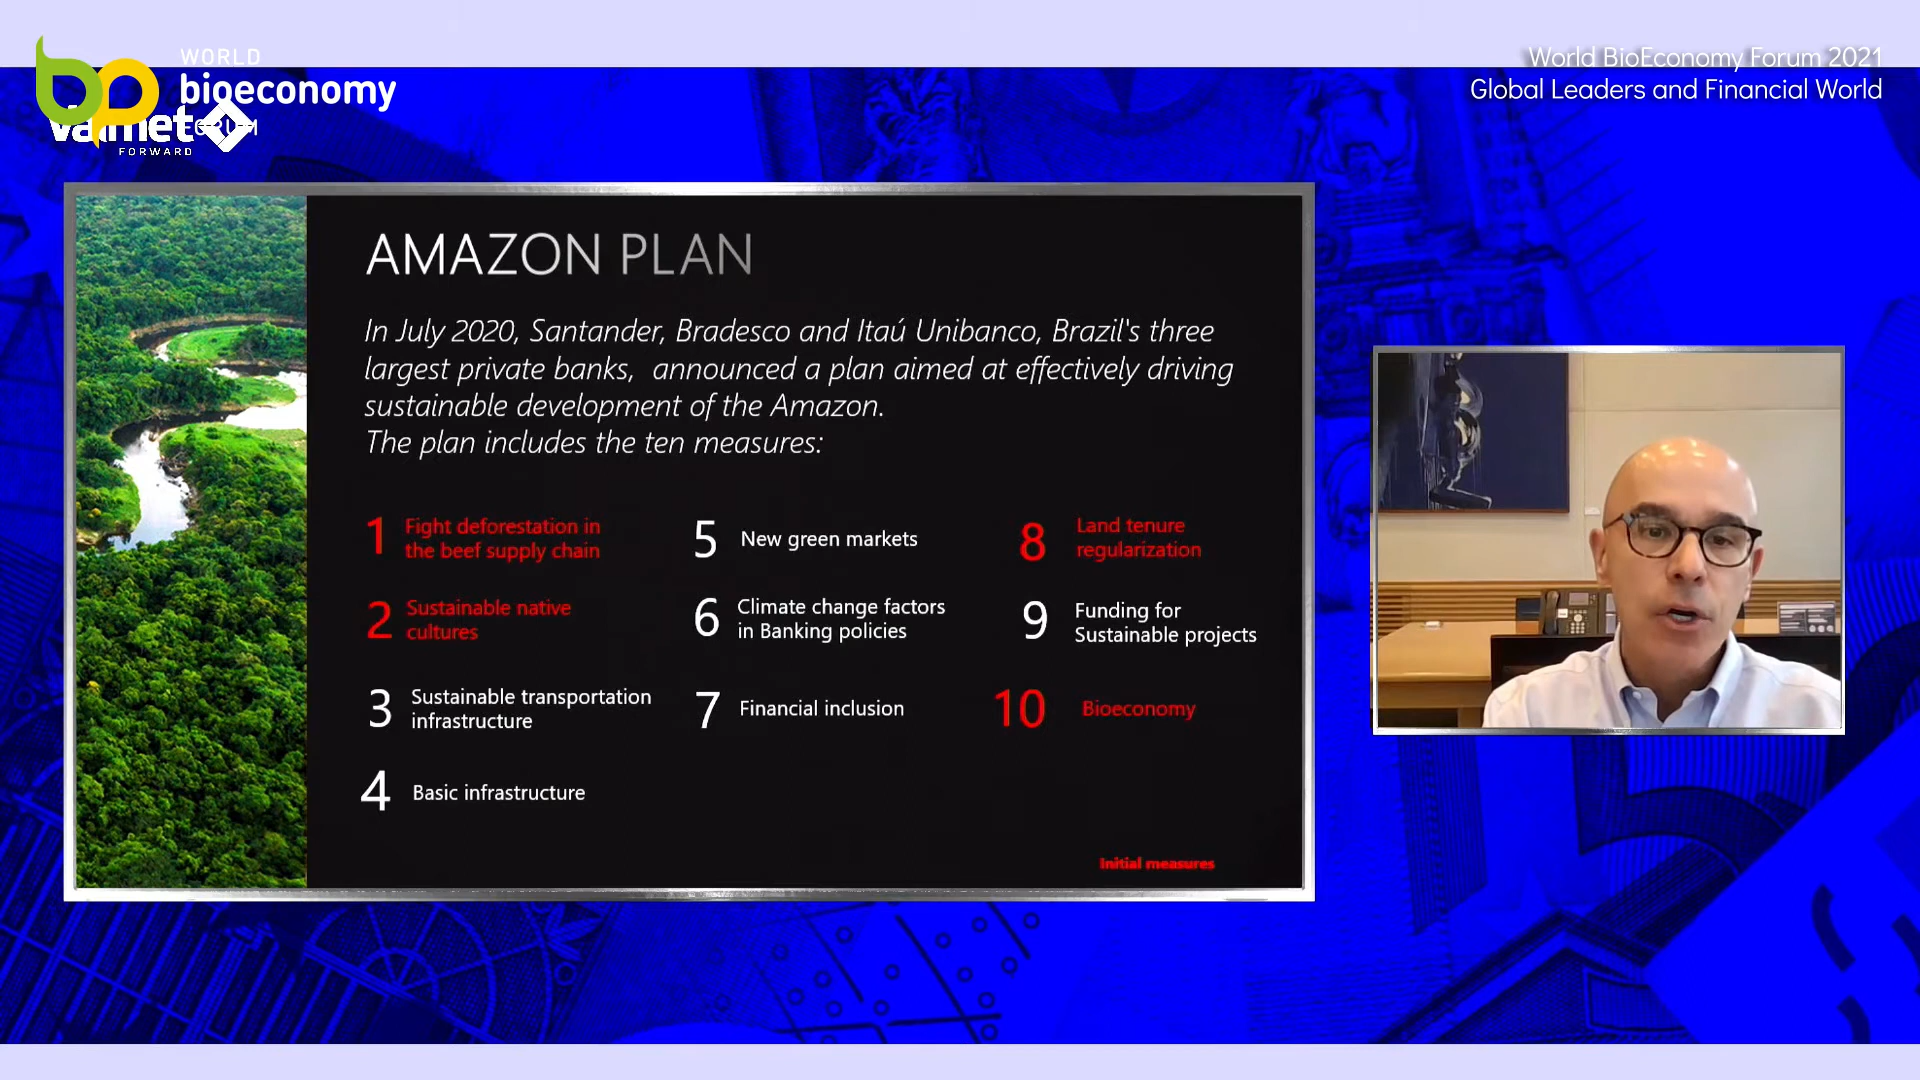 WORLD
bioeconomy
FORUM
valmet
FORWARD
World BioEconomy Forum 2021
Global Leaders and Financial World
AMAZON PLAN
In July 2020, Santander, Bradesco and Itaú Unibanco, Brazil's three
largest private banks, announced a plan aimed at effectively driving
sustainable development of the Amazon.
The plan includes the ten measures:
1 Fight deforestation in
the beef supply chain
2 Sustainable native
cultures
3 Sustainable transportation
infrastructure
4 Basic infrastructure
5 New green markets
6 Climate change factors
in Banking policies
7 Financial inclusion
8 Land tenure
regularization
9 Funding for
Sustainable projects
10 Bioeconomy
Initial measures